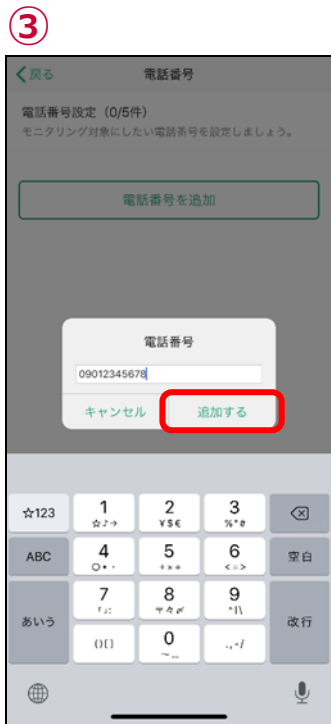 ③
戻る 電話番号
電話番号設定（0/5件）
モニタリング対象にしたい電話番号を設定しましょう。
電話番号を追加
電話番号
09012345678
キャンセル 追加する
☆123 1 2 3
☆♪→ ¥$€ %°#
ABC 4 5 6 空白
○*・ +×÷ <=>
あいう 7 8 9 改行
「」: 〒々〆 ^|\
()[] 0 .,-/
~_